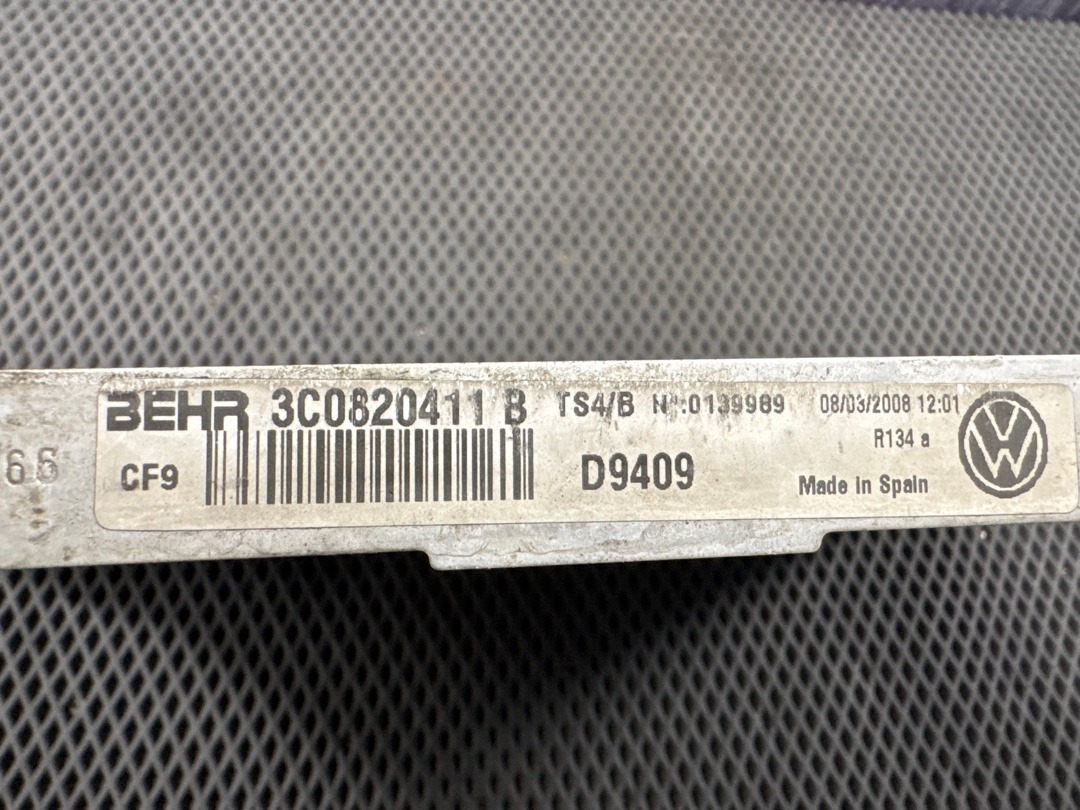 BEHR 3C0820411 B TS4/B Nº:0139989 08/03/2008 12:01
R134 a
66 CF9 D9409 Made in Spain